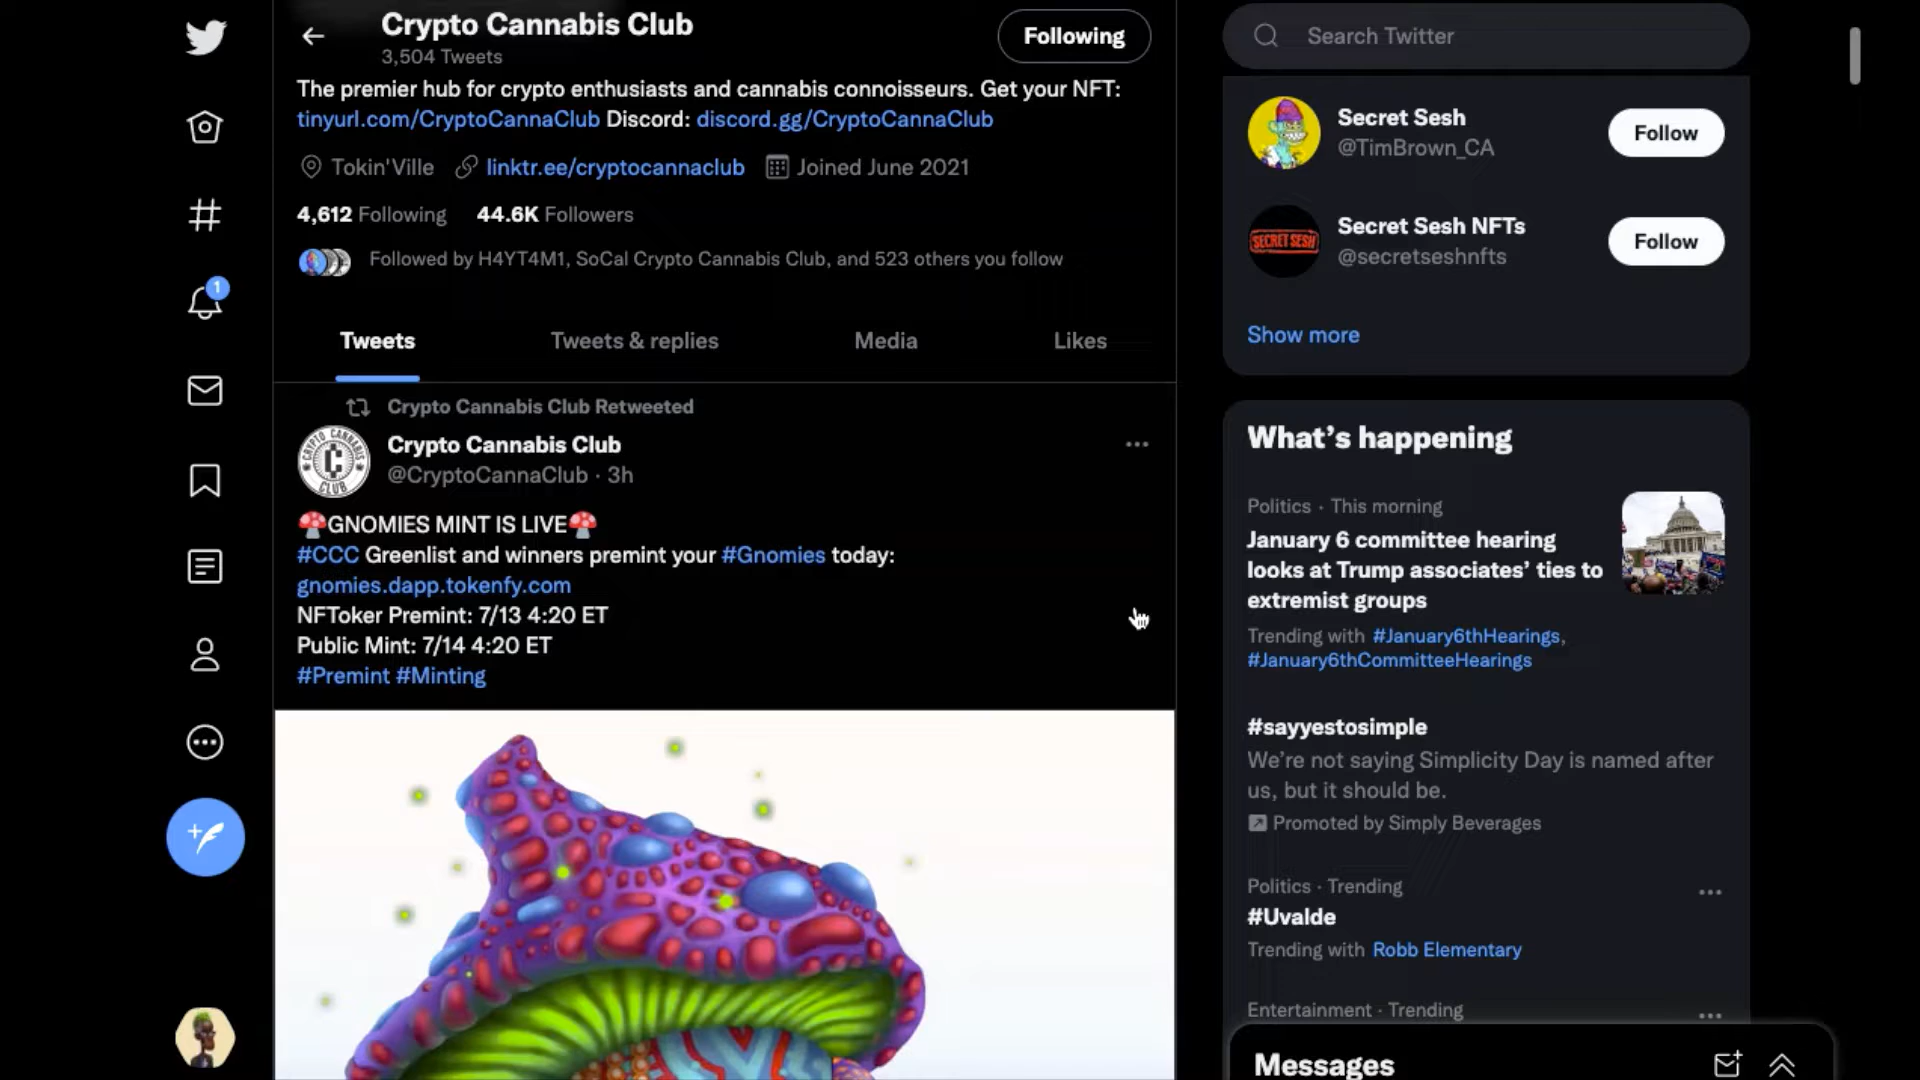 Crypto Cannabis Club
3,504 Tweets
Following
The premier hub for crypto enthusiasts and cannabis connoisseurs. Get your NFT:
tinyurl.com/CryptoCannaClub Discord: discord.gg/CryptoCannaClub
Tokin'Ville linktr.ee/cryptocannaclub Joined June 2021
4,612 Following 44.6K Followers
Followed by H4YT4M1, SoCal Crypto Cannabis Club, and 523 others you follow
Tweets Tweets & replies Media Likes
Crypto Cannabis Club Retweeted
CRYPTO CANNABIS CLUB
Crypto Cannabis Club
@CryptoCannaClub · 3h
🍄GNOMIES MINT IS LIVE🍄
#CCC Greenlist and winners premint your #Gnomies today:
gnomies.dapp.tokenfy.com
NFToker Premint: 7/13 4:20 ET
Public Mint: 7/14 4:20 ET
#Premint #Minting
1
Search Twitter
Secret Sesh
@TimBrown_CA
Follow
SECRET SESH
Secret Sesh NFTs
@secretseshnfts
Follow
Show more
What's happening
Politics · This morning
January 6 committee hearing
looks at Trump associates' ties to
extremist groups
Trending with #January6thHearings,
#January6thCommitteeHearings
#sayyestosimple
We're not saying Simplicity Day is named after
us, but it should be.
Promoted by Simply Beverages
Politics · Trending
#Uvalde
Trending with Robb Elementary
Entertainment · Trending
Messages